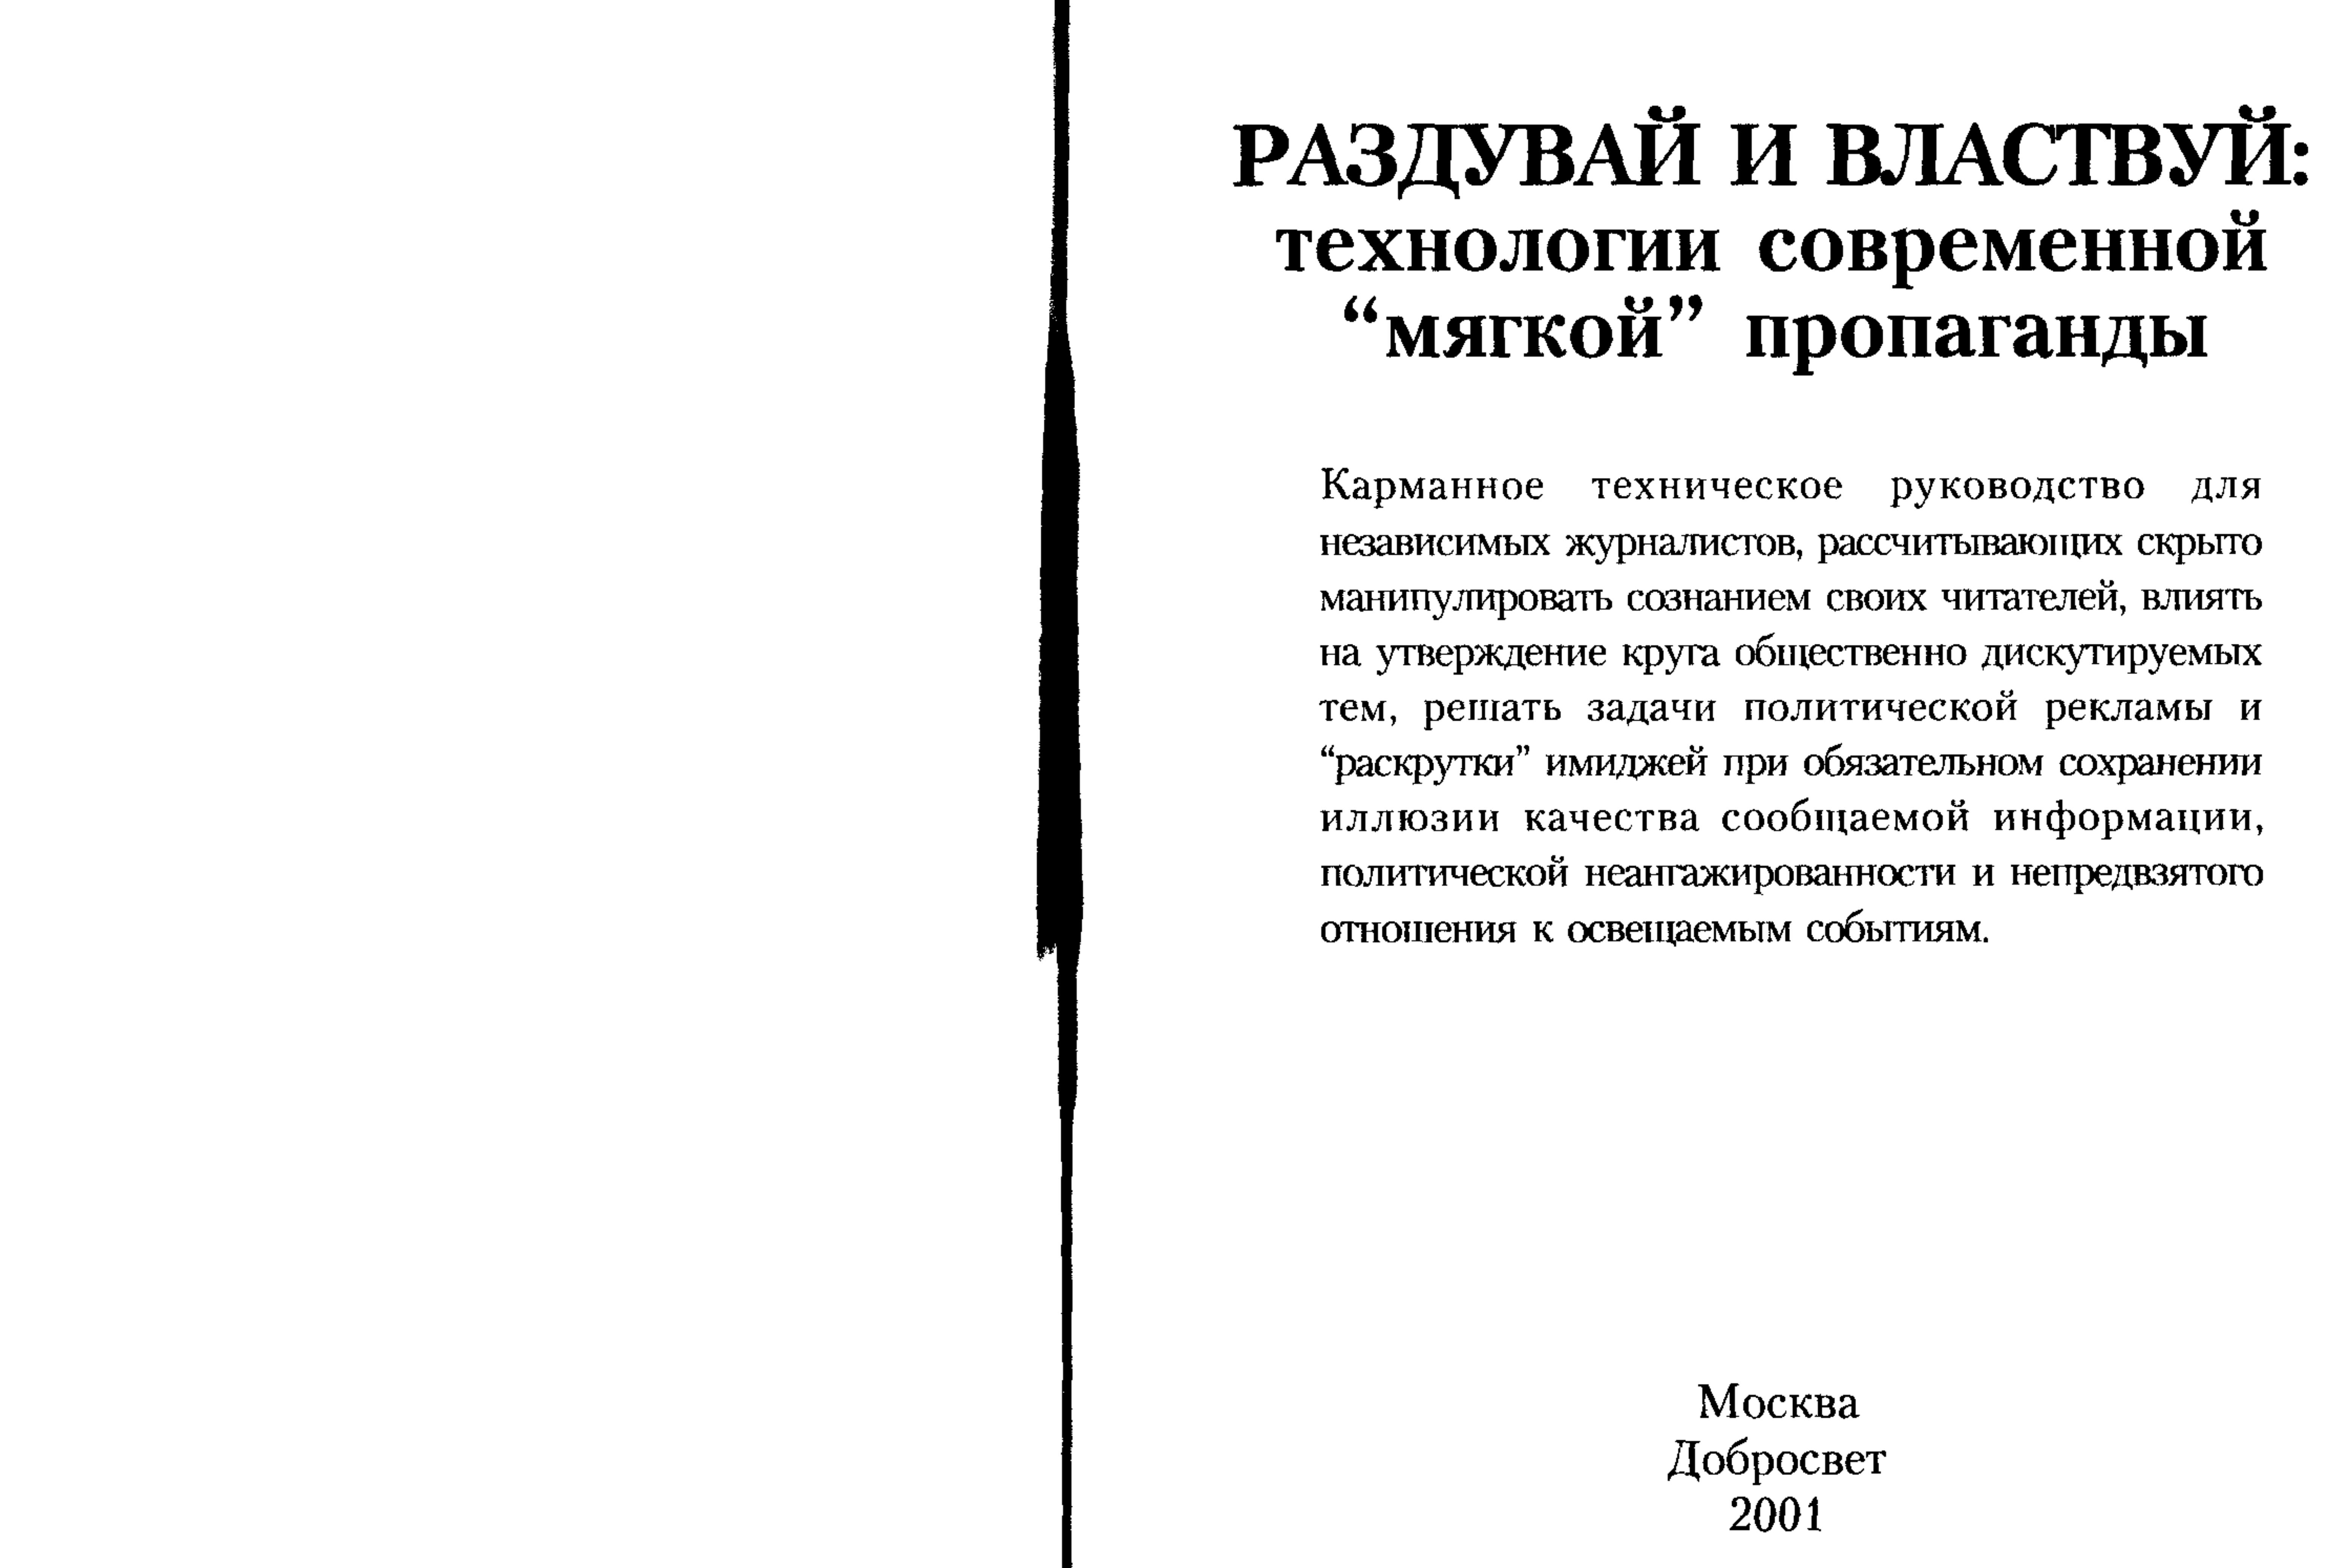 РАЗДУВАЙ И ВЛАСТВУЙ:
технологии современной
“мягкой” пропаганды
Карманное техническое руководство для
независимых журналистов, рассчитывающих скрыто
манипулировать сознанием своих читателей, влиять
на утверждение круга общественно дискутируемых
тем, решать задачи политической рекламы и
“раскрутки” имиджей при обязательном сохранении
иллюзии качества сообщаемой информации,
политической неангажированности и непредвзятого
отношения к освещаемым событиям.
Москва
Добросвет
2001